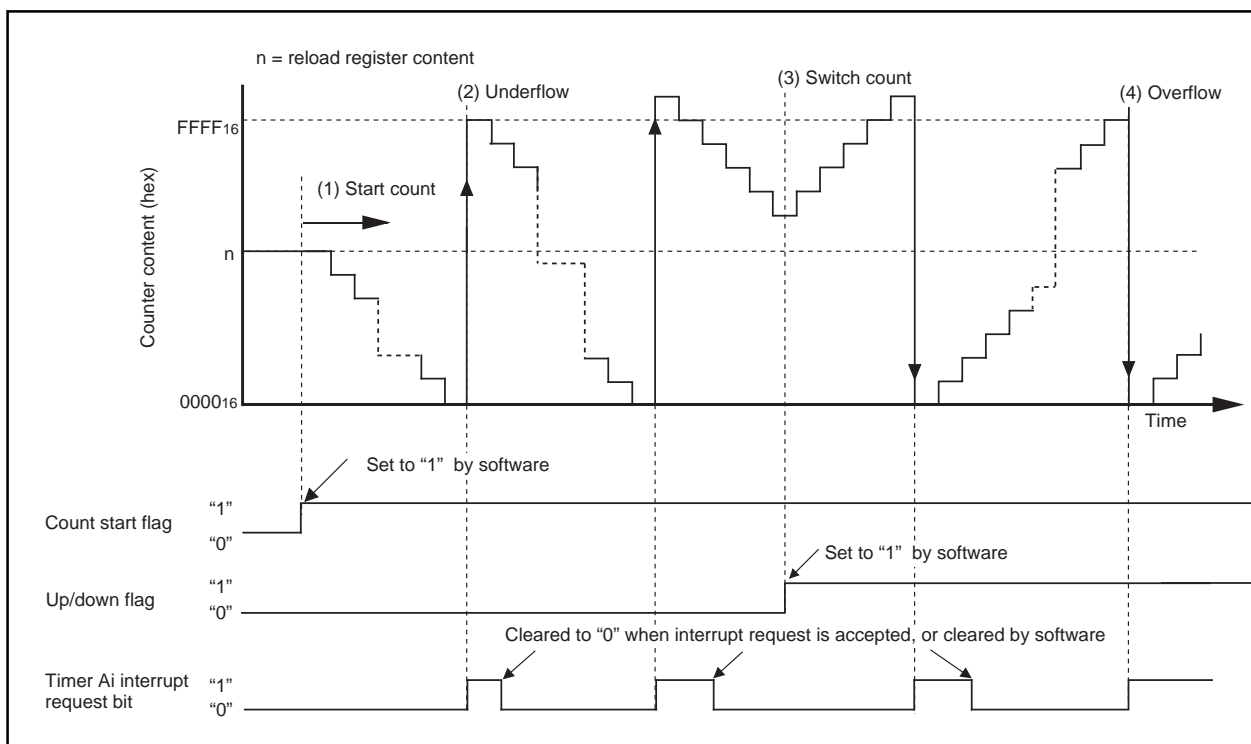 n = reload register content
(2) Underflow
(3) Switch count
(4) Overflow
FFFF16
(1) Start count
Counter content (hex)
n
000016
Time
Set to “1” by software
Count start flag
“1”
“0”
Set to “1” by software
Up/down flag
“1”
“0”
Cleared to “0” when interrupt request is accepted, or cleared by software
Timer Ai interrupt
request bit
“1”
“0”